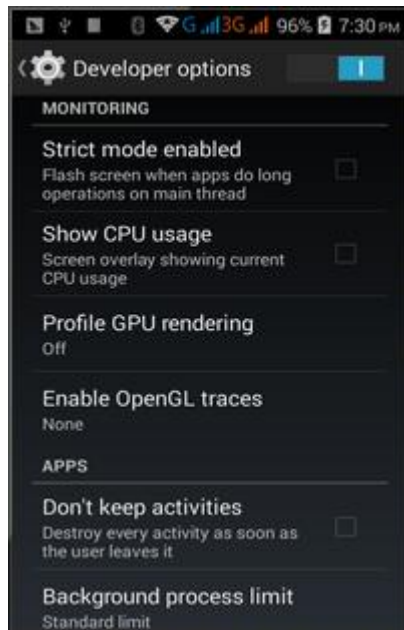 G 3G 96% 7:30 PM
Developer options
MONITORING
Strict mode enabled
Flash screen when apps do long
operations on main thread
Show CPU usage
Screen overlay showing current
CPU usage
Profile GPU rendering
Off
Enable OpenGL traces
None
APPS
Don't keep activities
Destroy every activity as soon as
the user leaves it
Background process limit
Standard limit